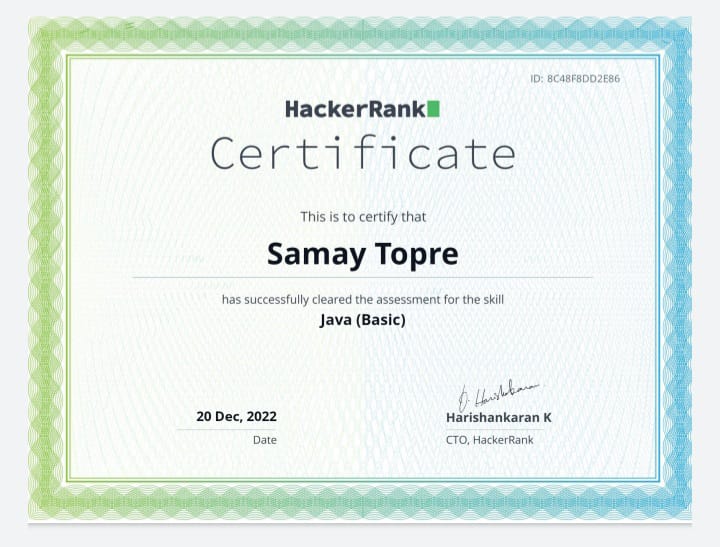 ID: 8C48F8DD2E86
HackerRank
Certificate
This is to certify that
Samay Topre
has successfully cleared the assessment for the skill
Java (Basic)
20 Dec, 2022
Date
Harishankaran K
CTO, HackerRank